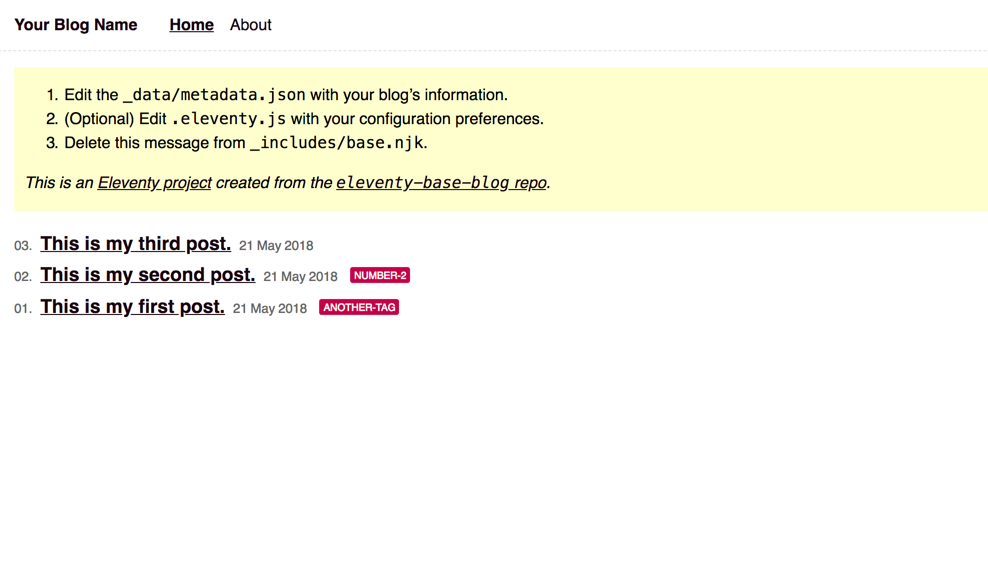 Your Blog Name Home About
1. Edit the _data/metadata.json with your blog’s information.
2. (Optional) Edit .eleventy.js with your configuration preferences.
3. Delete this message from _includes/base.njk.
This is an Eleventy project created from the eleventy-base-blog repo.
03. This is my third post. 21 May 2018
02. This is my second post. 21 May 2018 NUMBER-2
01. This is my first post. 21 May 2018 ANOTHER-TAG